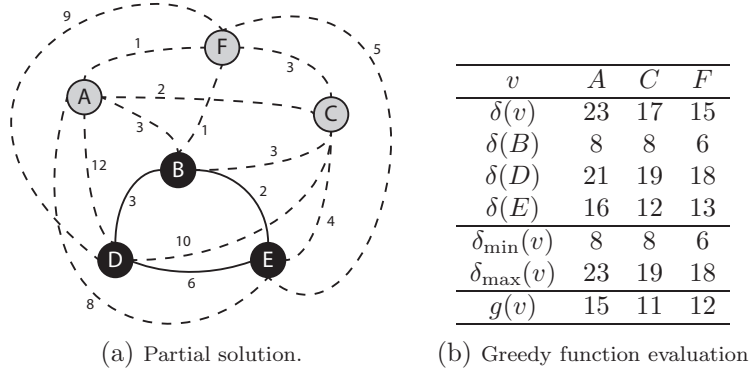 9
1
F
5
3
A
2
C
3
1
12
B
3
3
2
10
4
D
E
6
8
(a) Partial solution.
v A C F
δ(v) 23 17 15
δ(B) 8 8 6
δ(D) 21 19 18
δ(E) 16 12 13
δmin(v) 8 8 6
δmax(v) 23 19 18
g(v) 15 11 12
(b) Greedy function evaluation